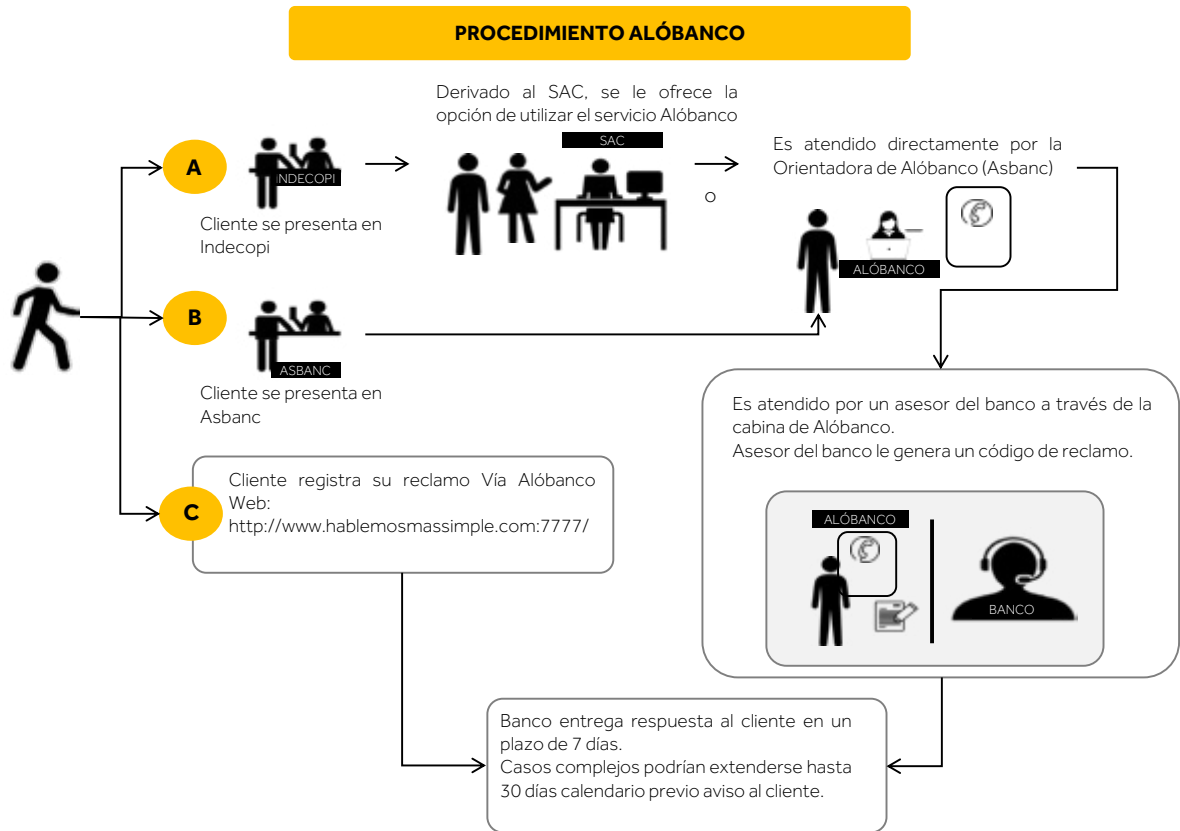 PROCEDIMIENTO ALÓBANCO
Derivado al SAC, se le ofrece la
opción de utilizar el servicio Alóbanco
SAC
Es atendido directamente por la
Orientadora de Alóbanco (Asbanc)
A
INDECOPI
o
Cliente se presenta en
Indecopi
ALÓBANCO
B
ASBANC
Cliente se presenta en
Asbanc
Es atendido por un asesor del banco a través de la
cabina de Alóbanco.
Asesor del banco le genera un código de reclamo.
C
Cliente registra su reclamo Vía Alóbanco
Web:
http://www.hablemosmassimple.com:7777/
ALÓBANCO
BANCO
Banco entrega respuesta al cliente en un
plazo de 7 días.
Casos complejos podrían extenderse hasta
30 días calendario previo aviso al cliente.